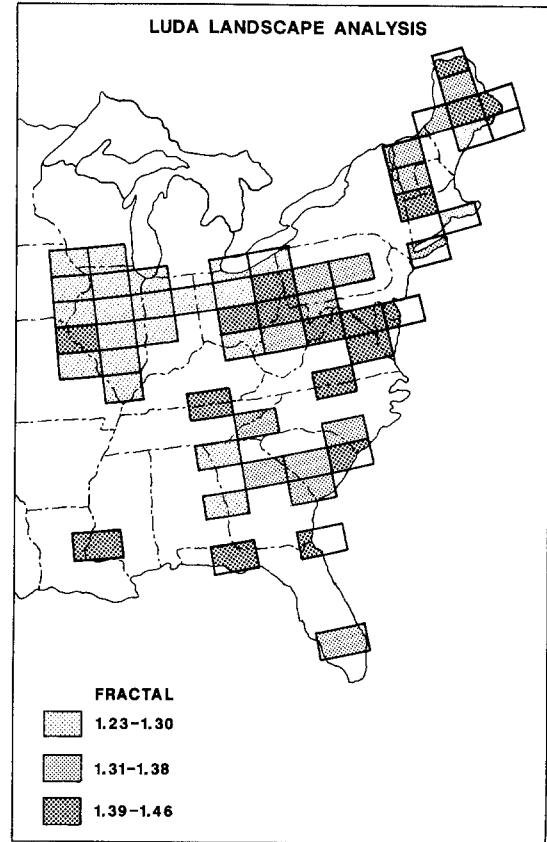 LUDA LANDSCAPE ANALYSIS
FRACTAL
1.23–1.30
1.31–1.38
1.39–1.46